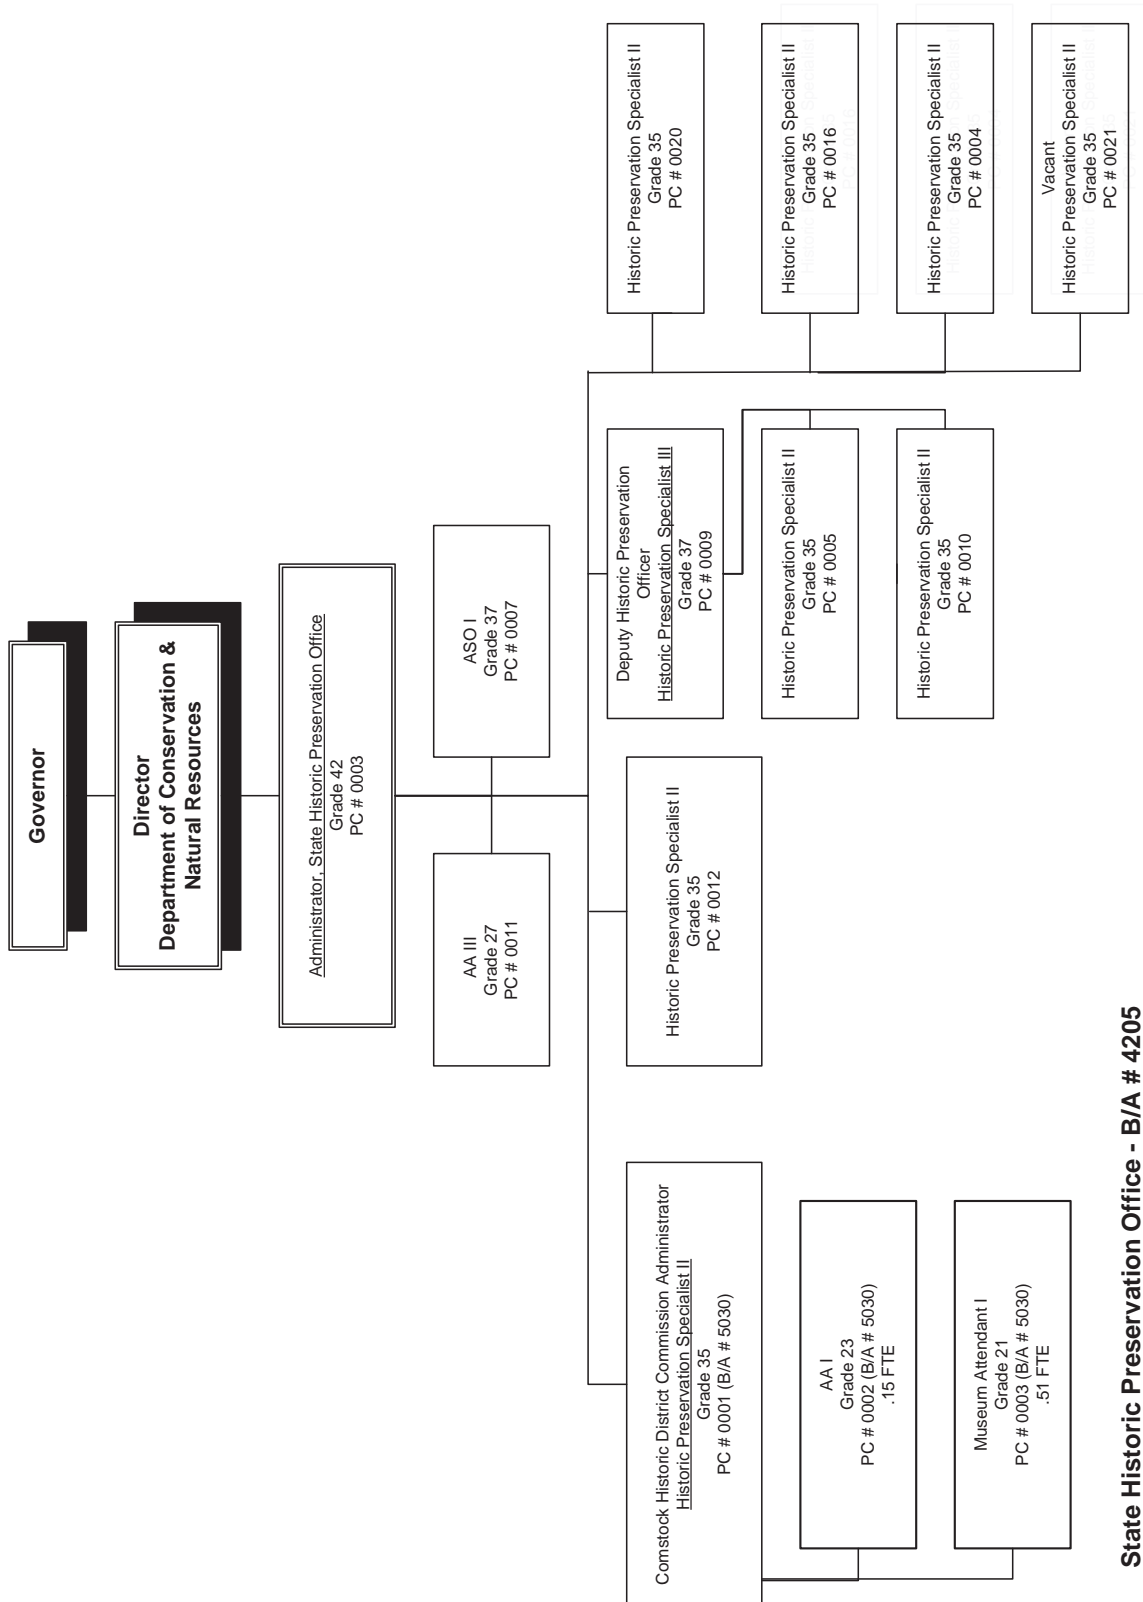 Governor
Director
Department of Conservation &
Natural Resources
Administrator, State Historic Preservation Office
Grade 42
PC # 0003
AA III
Grade 27
PC # 0011
ASO I
Grade 37
PC # 0007
Comstock Historic District Commission Administrator
Historic Preservation Specialist II
Grade 35
PC # 0001 (B/A # 5030)
AA I
Grade 23
PC # 0002 (B/A # 5030)
.15 FTE
Museum Attendant I
Grade 21
PC # 0003 (B/A # 5030)
.51 FTE
Historic Preservation Specialist II
Grade 35
PC # 0012
Deputy Historic Preservation
Officer
Historic Preservation Specialist III
Grade 37
PC # 0009
Historic Preservation Specialist II
Grade 35
PC # 0005
Historic Preservation Specialist II
Grade 35
PC # 0010
Historic Preservation Specialist II
Grade 35
PC # 0020
Historic Preservation Specialist II
Grade 35
PC # 0016
Historic Preservation Specialist II
Grade 35
PC # 0004
Vacant
Historic Preservation Specialist II
Grade 35
PC # 0021
State Historic Preservation Office - B/A # 4205